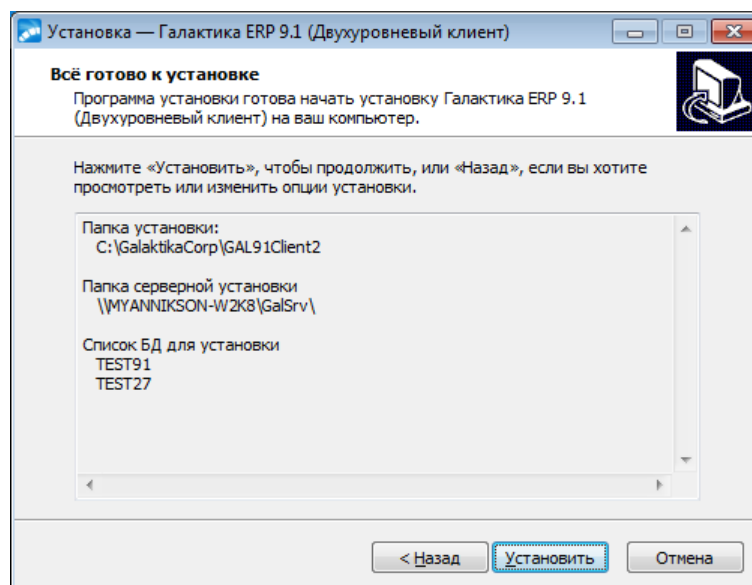 Установка — Галактика ERP 9.1 (Двухуровневый клиент)
Всё готово к установке
Программа установки готова начать установку Галактика ERP 9.1
(Двухуровневый клиент) на ваш компьютер.
Нажмите «Установить», чтобы продолжить, или «Назад», если вы хотите
просмотреть или изменить опции установки.
Папка установки:
C:\GalaktikaCorp\GAL91Client2
Папка серверной установки
\\MYANNIKSON-W2K8\GalSrv\
Список БД для установки
TEST91
TEST27
< Назад
Установить
Отмена